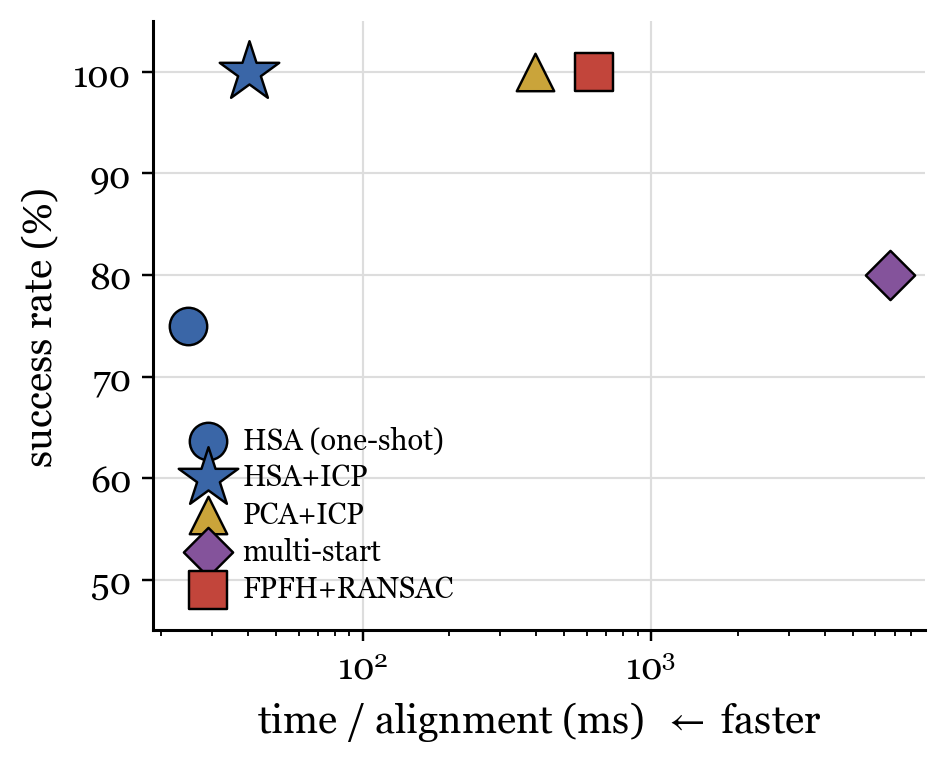 100
90
80
70
60
50
success rate (%)
HSA (one-shot)
HSA+ICP
PCA+ICP
multi-start
FPFH+RANSAC
10² 10³
time / alignment (ms) ← faster